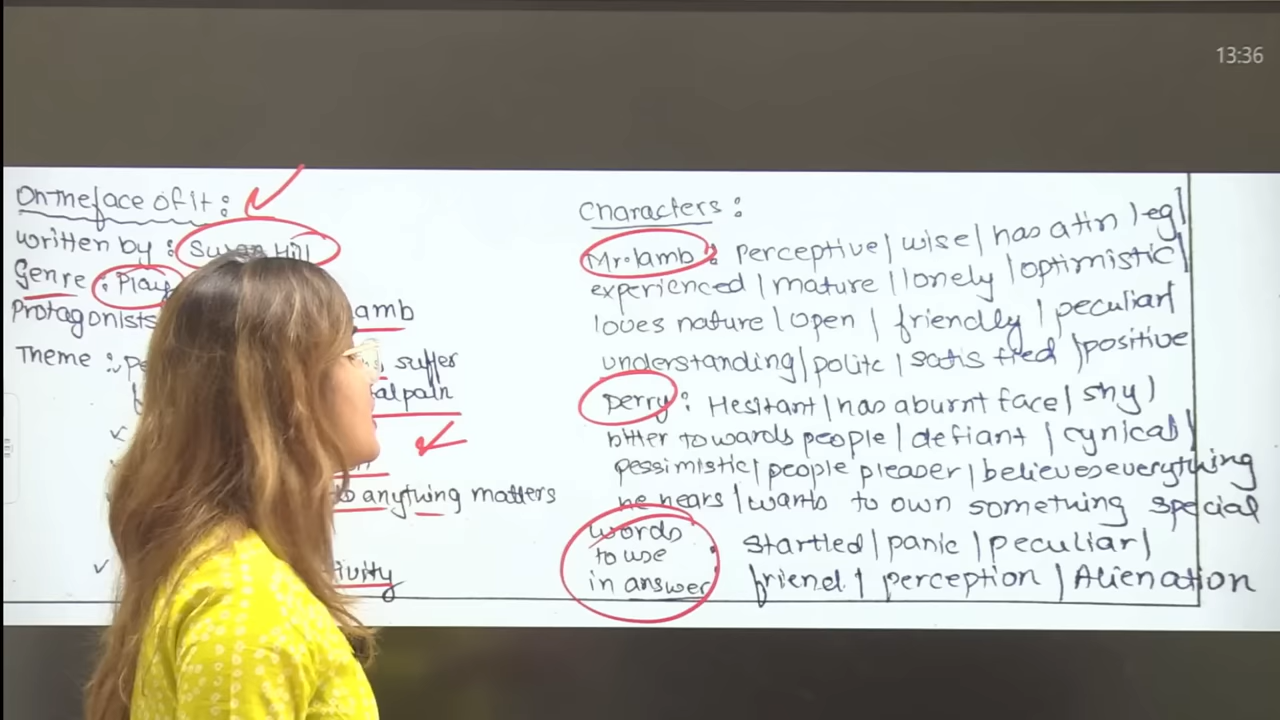 13:36
On the face of it :
written by : Susan Hill
Genre : Play
Protagonists
amb
Theme :
suffer
al pain
to anything matters
tivity
Characters :
Mr. lamb : Perceptive | wise | has a tin leg |
experienced | mature | lonely | optimistic |
loves nature | open | friendly | peculiar |
understanding | polite | satisfied | positive
Derry : Hesitant | has a burnt face | shy |
bitter towards people | defiant | cynical |
pessimistic | people pleaser | believes everything
he hears | wants to own something special
words
to use
in answer : startled | panic | peculiar |
friend | perception | Alienation